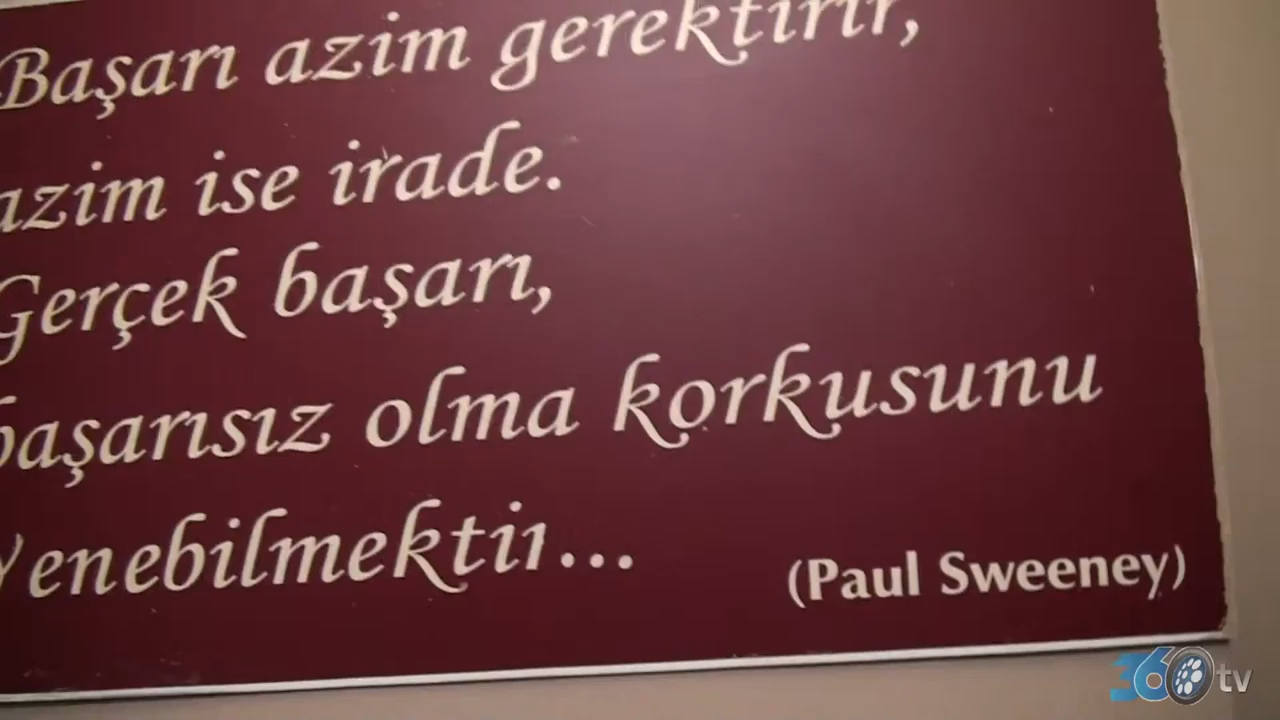 Başarı azim gerektirir,
azim ise irade.
Gerçek başarı,
başarısız olma korkusunu
Yenebilmektir...
(Paul Sweeney)
360tv